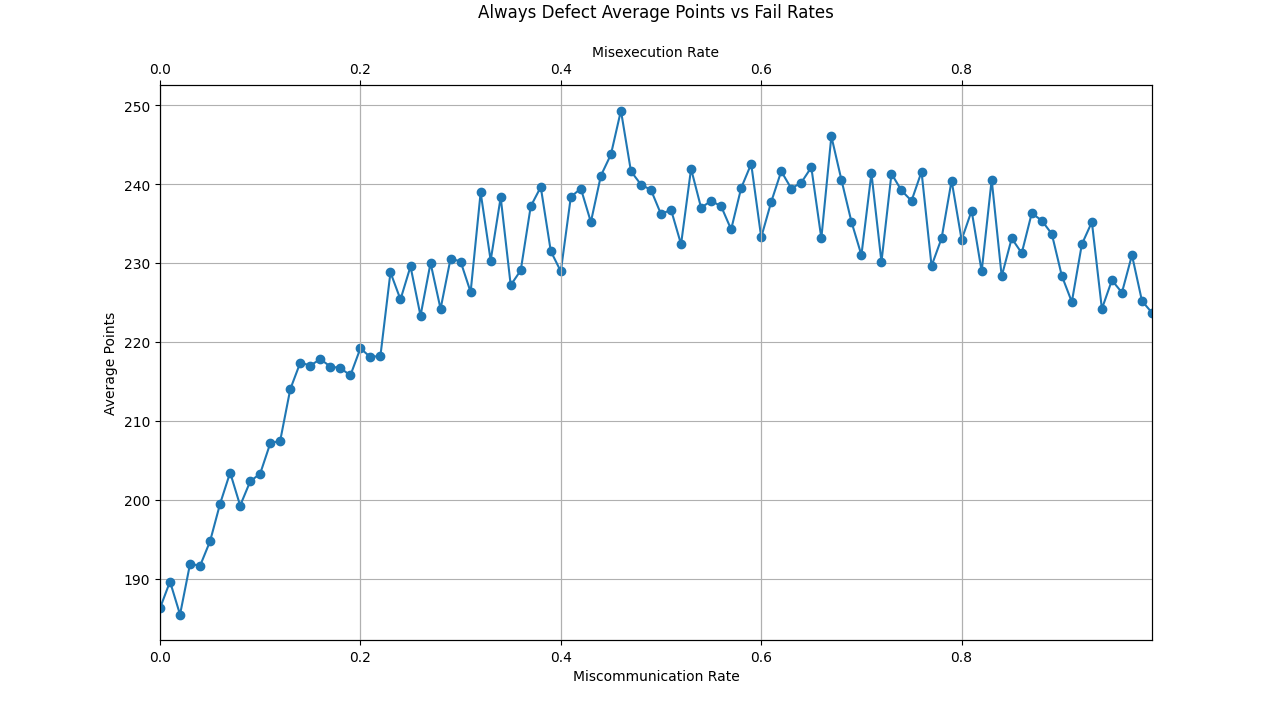 Always Defect Average Points vs Fail Rates
Misexecution Rate
0.0 0.2 0.4 0.6 0.8
250
240
230
220
210
200
190
Average Points
0.0 0.2 0.4 0.6 0.8
Miscommunication Rate